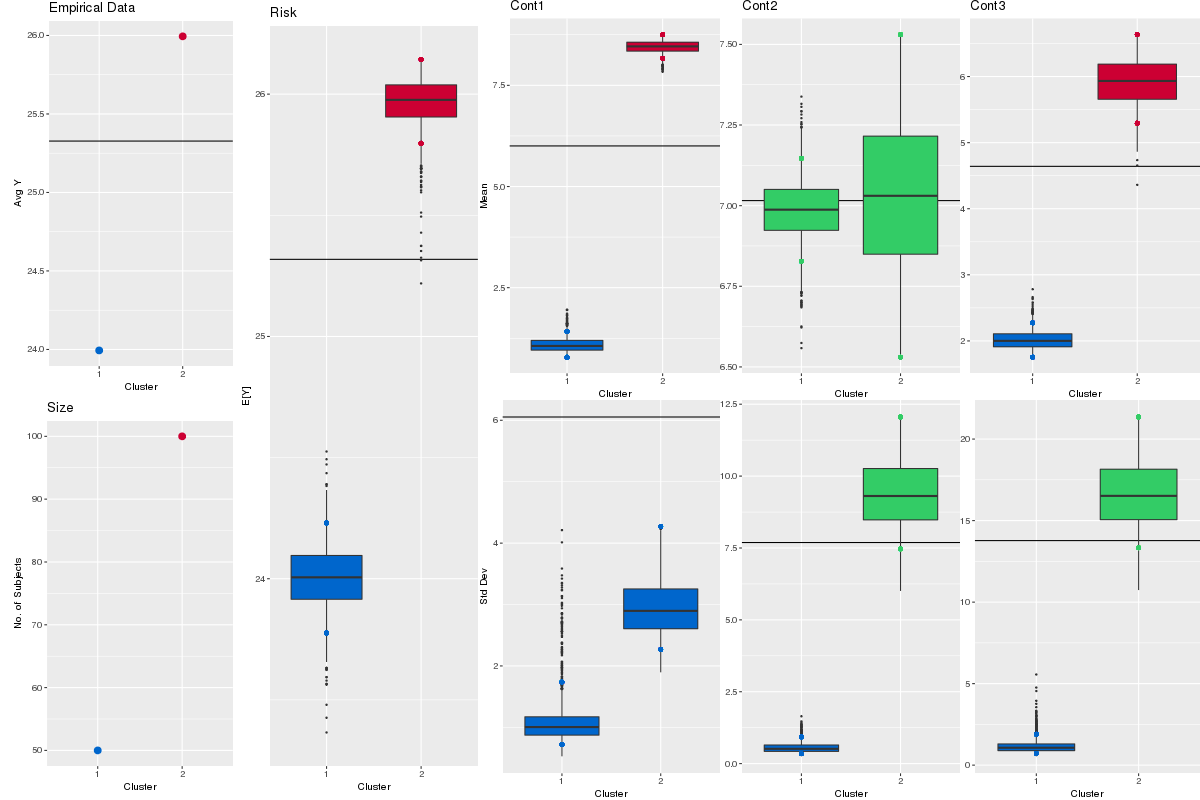 Empirical Data
Avg Y
26.0
25.5
25.0
24.5
24.0
1 2
Cluster
Size
No. of Subjects
100
90
80
70
60
50
1 2
Cluster
Risk
E[Y]
26
25
24
1 2
Cluster
Cont1
Mean
7.5
5.0
2.5
1 2
Cluster
Std Dev
6
4
2
1 2
Cluster
Cont2
7.50
7.25
7.00
6.75
6.50
1 2
Cluster
12.5
10.0
7.5
5.0
2.5
0.0
1 2
Cluster
Cont3
6
5
4
3
2
1 2
Cluster
20
15
10
5
0
1 2
Cluster